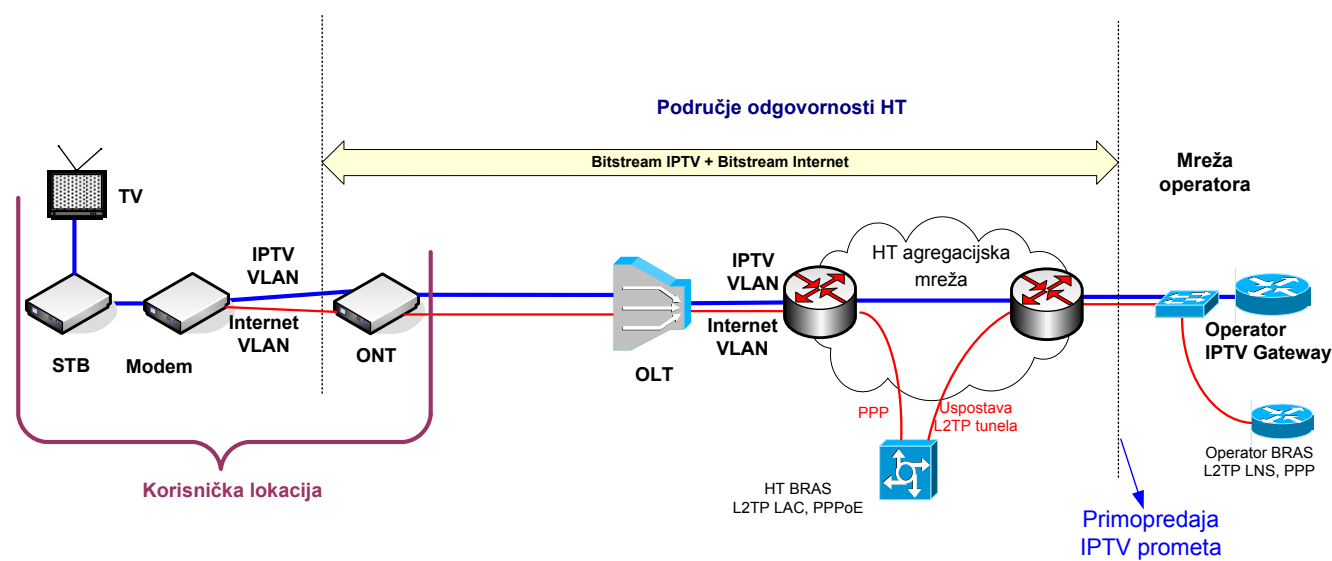 Područje odgovornosti HT
Bitstream IPTV + Bitstream Internet
Mreža
operatora
TV
IPTV
VLAN
Internet
VLAN
STB
Modem
ONT
OLT
IPTV
VLAN
Internet
VLAN
HT agregacijska
mreža
Operator
IPTV Gateway
PPP
Uspostava
L2TP tunela
HT BRAS
L2TP LAC, PPPoE
Operator BRAS
L2TP LNS, PPP
Korisnička lokacija
Primopredaja
IPTV prometa